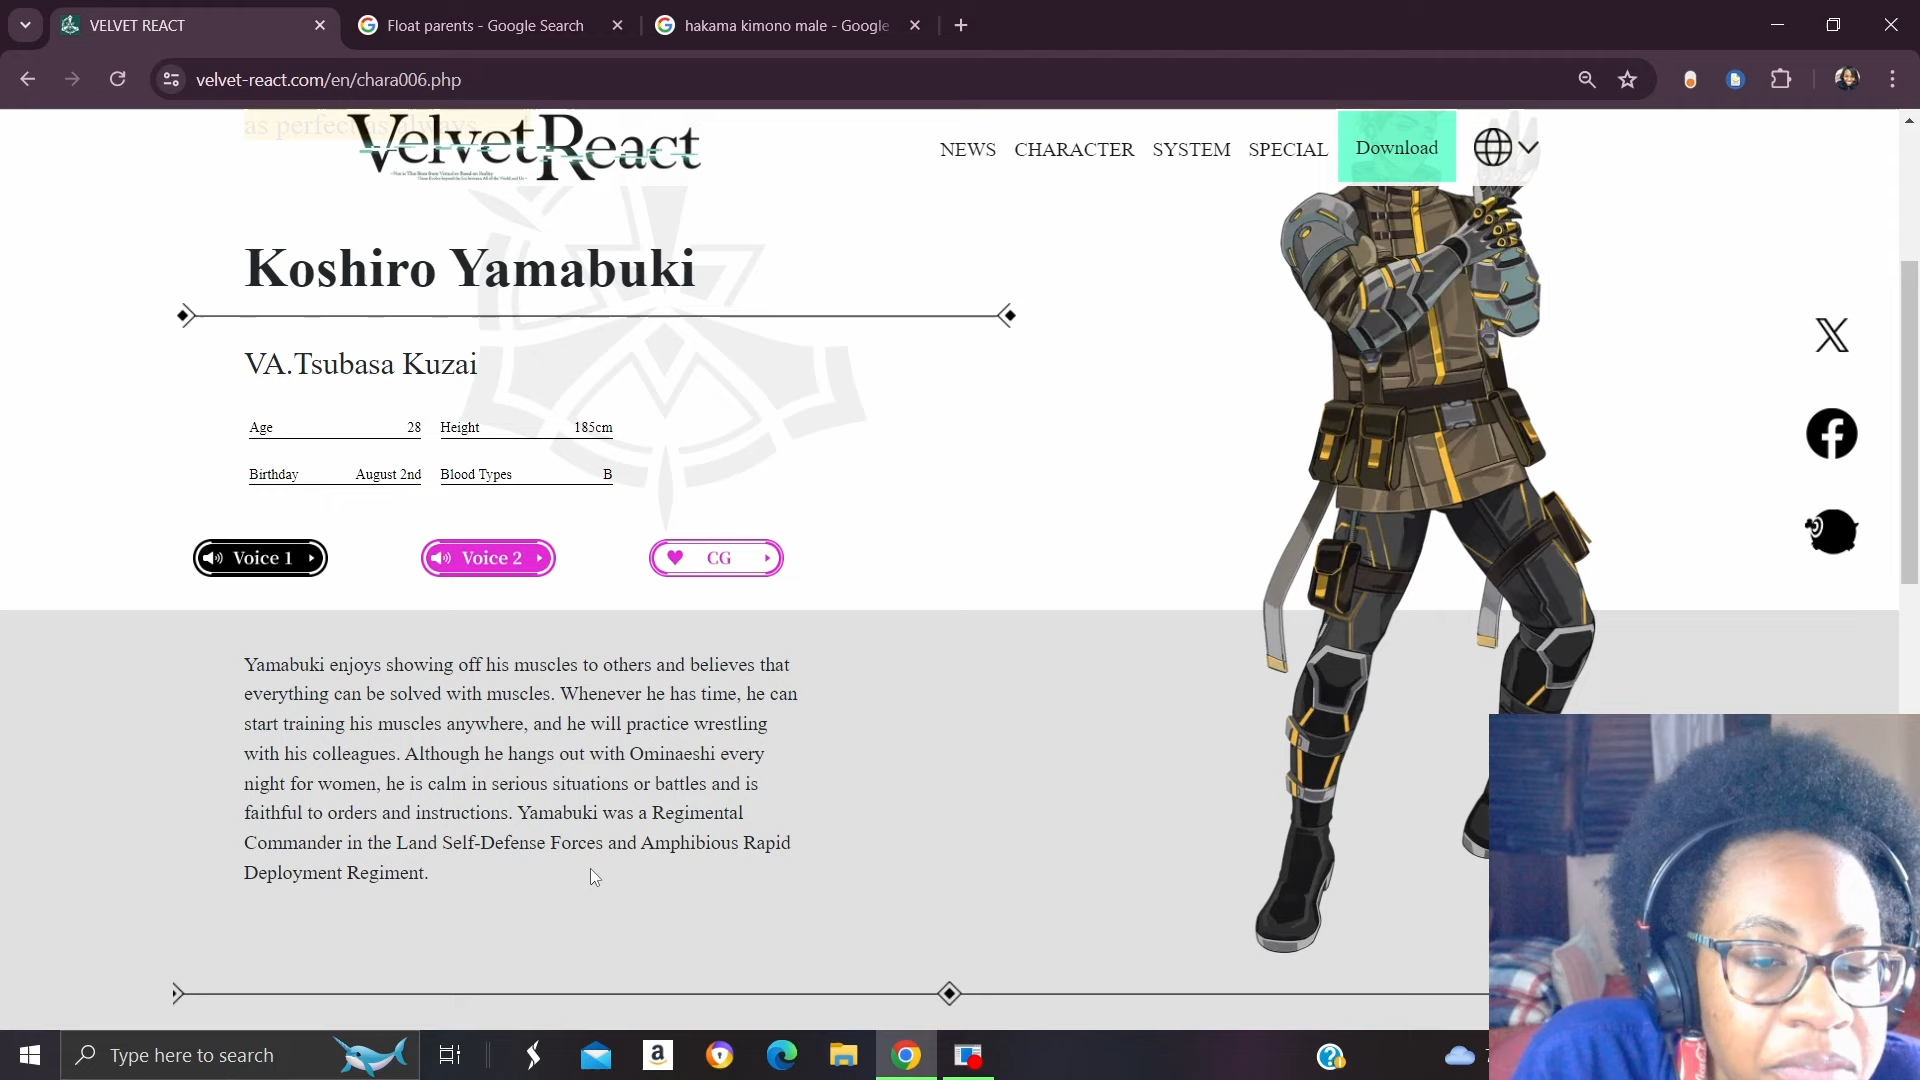 VELVET REACT
Float parents - Google Search
hakama kimono male - Google
velvet-react.com/en/chara006.php
as perfect as always
VelvetReact
NEWS
CHARACTER
SYSTEM
SPECIAL
Download
Koshiro Yamabuki
VA.Tsubasa Kuzai
Age 28 Height 185cm
Birthday August 2nd Blood Types B
Voice 1
Voice 2
CG
Yamabuki enjoys showing off his muscles to others and believes that
everything can be solved with muscles. Whenever he has time, he can
start training his muscles anywhere, and he will practice wrestling
with his colleagues. Although he hangs out with Ominaeshi every
night for women, he is calm in serious situations or battles and is
faithful to orders and instructions. Yamabuki was a Regimental
Commander in the Land Self-Defense Forces and Amphibious Rapid
Deployment Regiment.
Type here to search